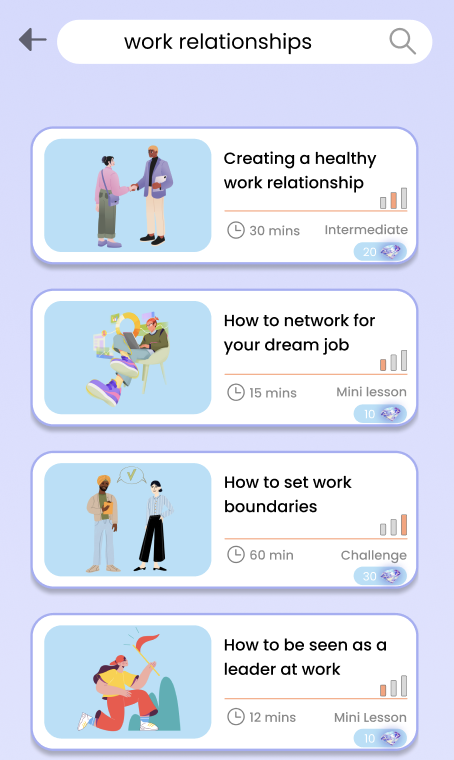 work relationships
Creating a healthy
work relationship
30 mins
Intermediate
20
How to network for
your dream job
15 mins
Mini lesson
10
How to set work
boundaries
60 min
Challenge
30
How to be seen as a
leader at work
12 mins
Mini Lesson
10